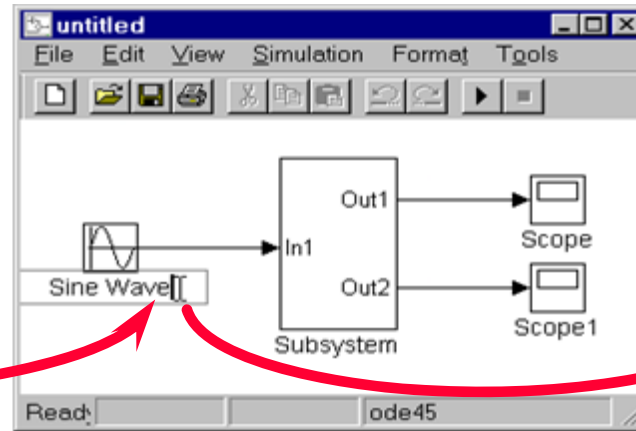 untitled
File Edit View Simulation Format Tools
Out1
Scope
In1
Sine Wave
Out2
Scope1
Subsystem
Ready
ode45